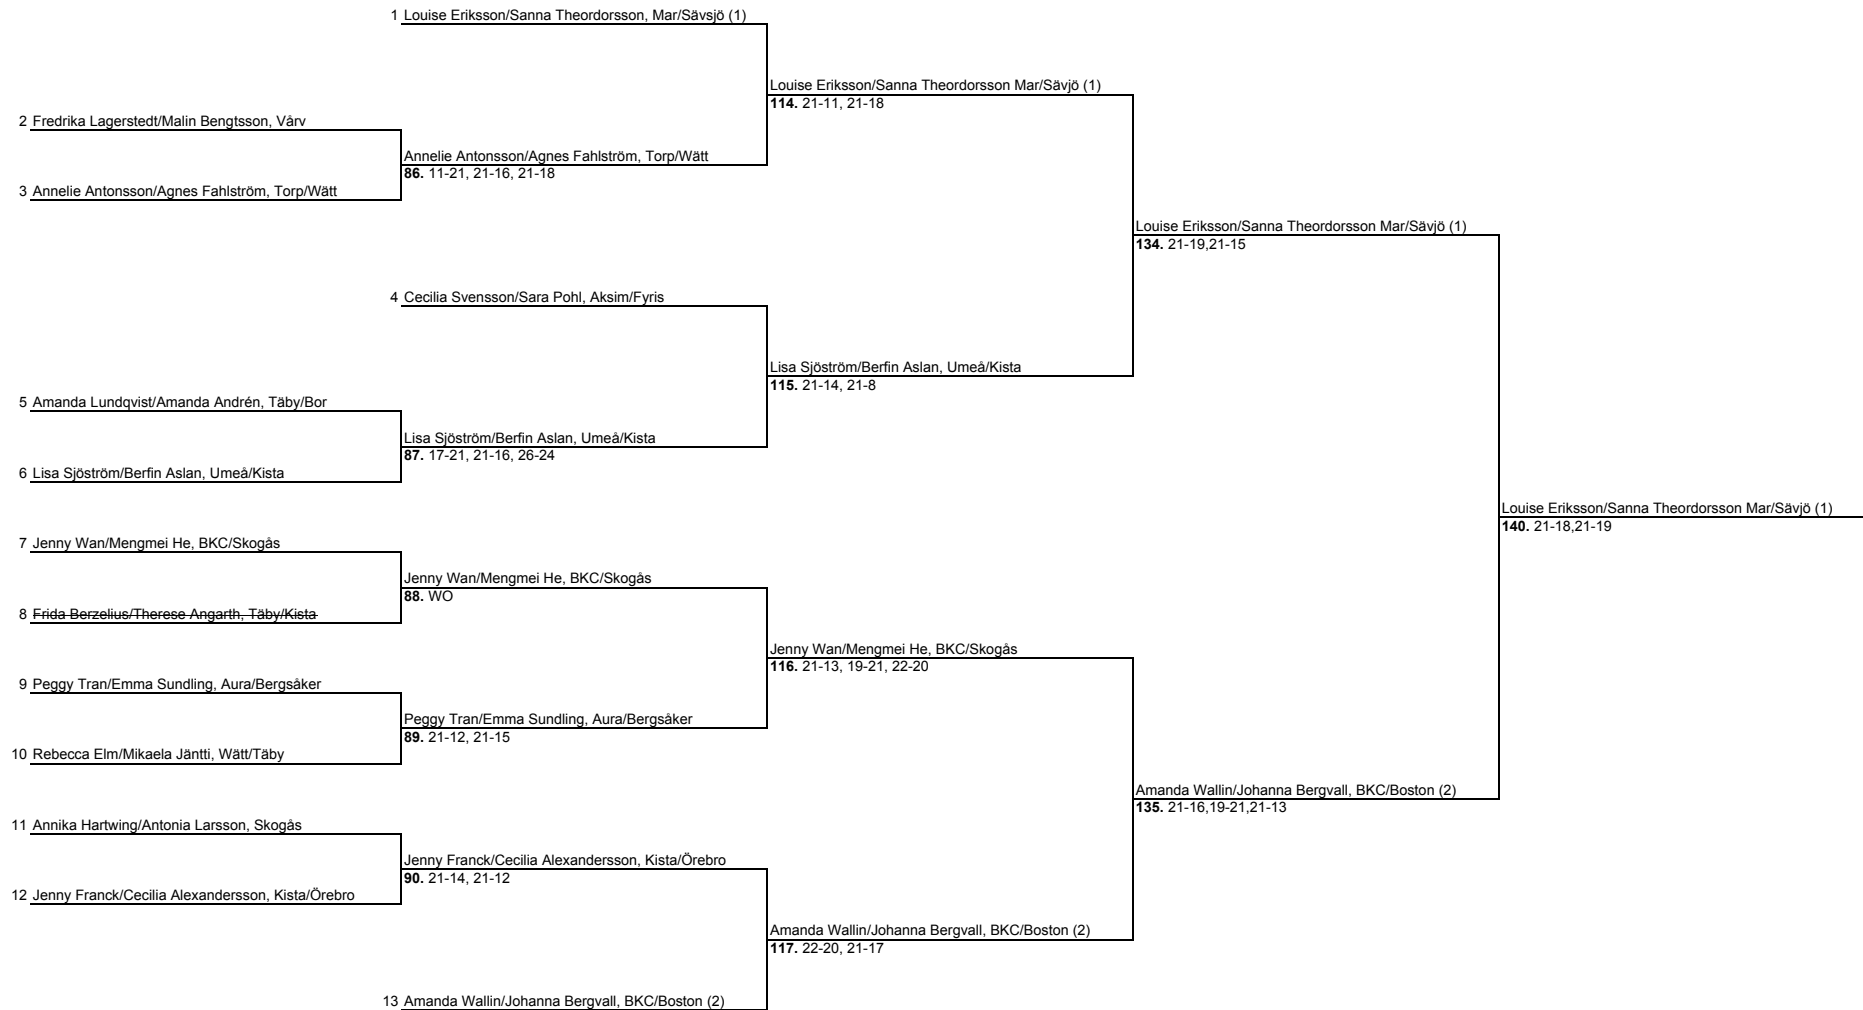 1 Louise Eriksson/Sanna Theordorsson, Mar/Sävsjö (1)
Louise Eriksson/Sanna Theordorsson Mar/Sävjö (1)
114. 21-11, 21-18
2 Fredrika Lagerstedt/Malin Bengtsson, Vårv
Annelie Antonsson/Agnes Fahlström, Torp/Wätt
86. 11-21, 21-16, 21-18
3 Annelie Antonsson/Agnes Fahlström, Torp/Wätt
Louise Eriksson/Sanna Theordorsson Mar/Sävjö (1)
134. 21-19,21-15
4 Cecilia Svensson/Sara Pohl, Aksim/Fyris
Lisa Sjöström/Berfin Aslan, Umeå/Kista
115. 21-14, 21-8
5 Amanda Lundqvist/Amanda Andrén, Täby/Bor
Lisa Sjöström/Berfin Aslan, Umeå/Kista
87. 17-21, 21-16, 26-24
6 Lisa Sjöström/Berfin Aslan, Umeå/Kista
Louise Eriksson/Sanna Theordorsson Mar/Sävjö (1)
140. 21-18,21-19
7 Jenny Wan/Mengmei He, BKC/Skogås
Jenny Wan/Mengmei He, BKC/Skogås
88. WO
8 Frida Berzelius/Therese Angarth, Täby/Kista
Jenny Wan/Mengmei He, BKC/Skogås
116. 21-13, 19-21, 22-20
9 Peggy Tran/Emma Sundling, Aura/Bergsåker
Peggy Tran/Emma Sundling, Aura/Bergsåker
89. 21-12, 21-15
10 Rebecca Elm/Mikaela Jäntti, Wätt/Täby
Amanda Wallin/Johanna Bergvall, BKC/Boston (2)
135. 21-16,19-21,21-13
11 Annika Hartwing/Antonia Larsson, Skogås
Jenny Franck/Cecilia Alexandersson, Kista/Örebro
90. 21-14, 21-12
12 Jenny Franck/Cecilia Alexandersson, Kista/Örebro
Amanda Wallin/Johanna Bergvall, BKC/Boston (2)
117. 22-20, 21-17
13 Amanda Wallin/Johanna Bergvall, BKC/Boston (2)